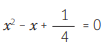 x² - x + 1/4 = 0